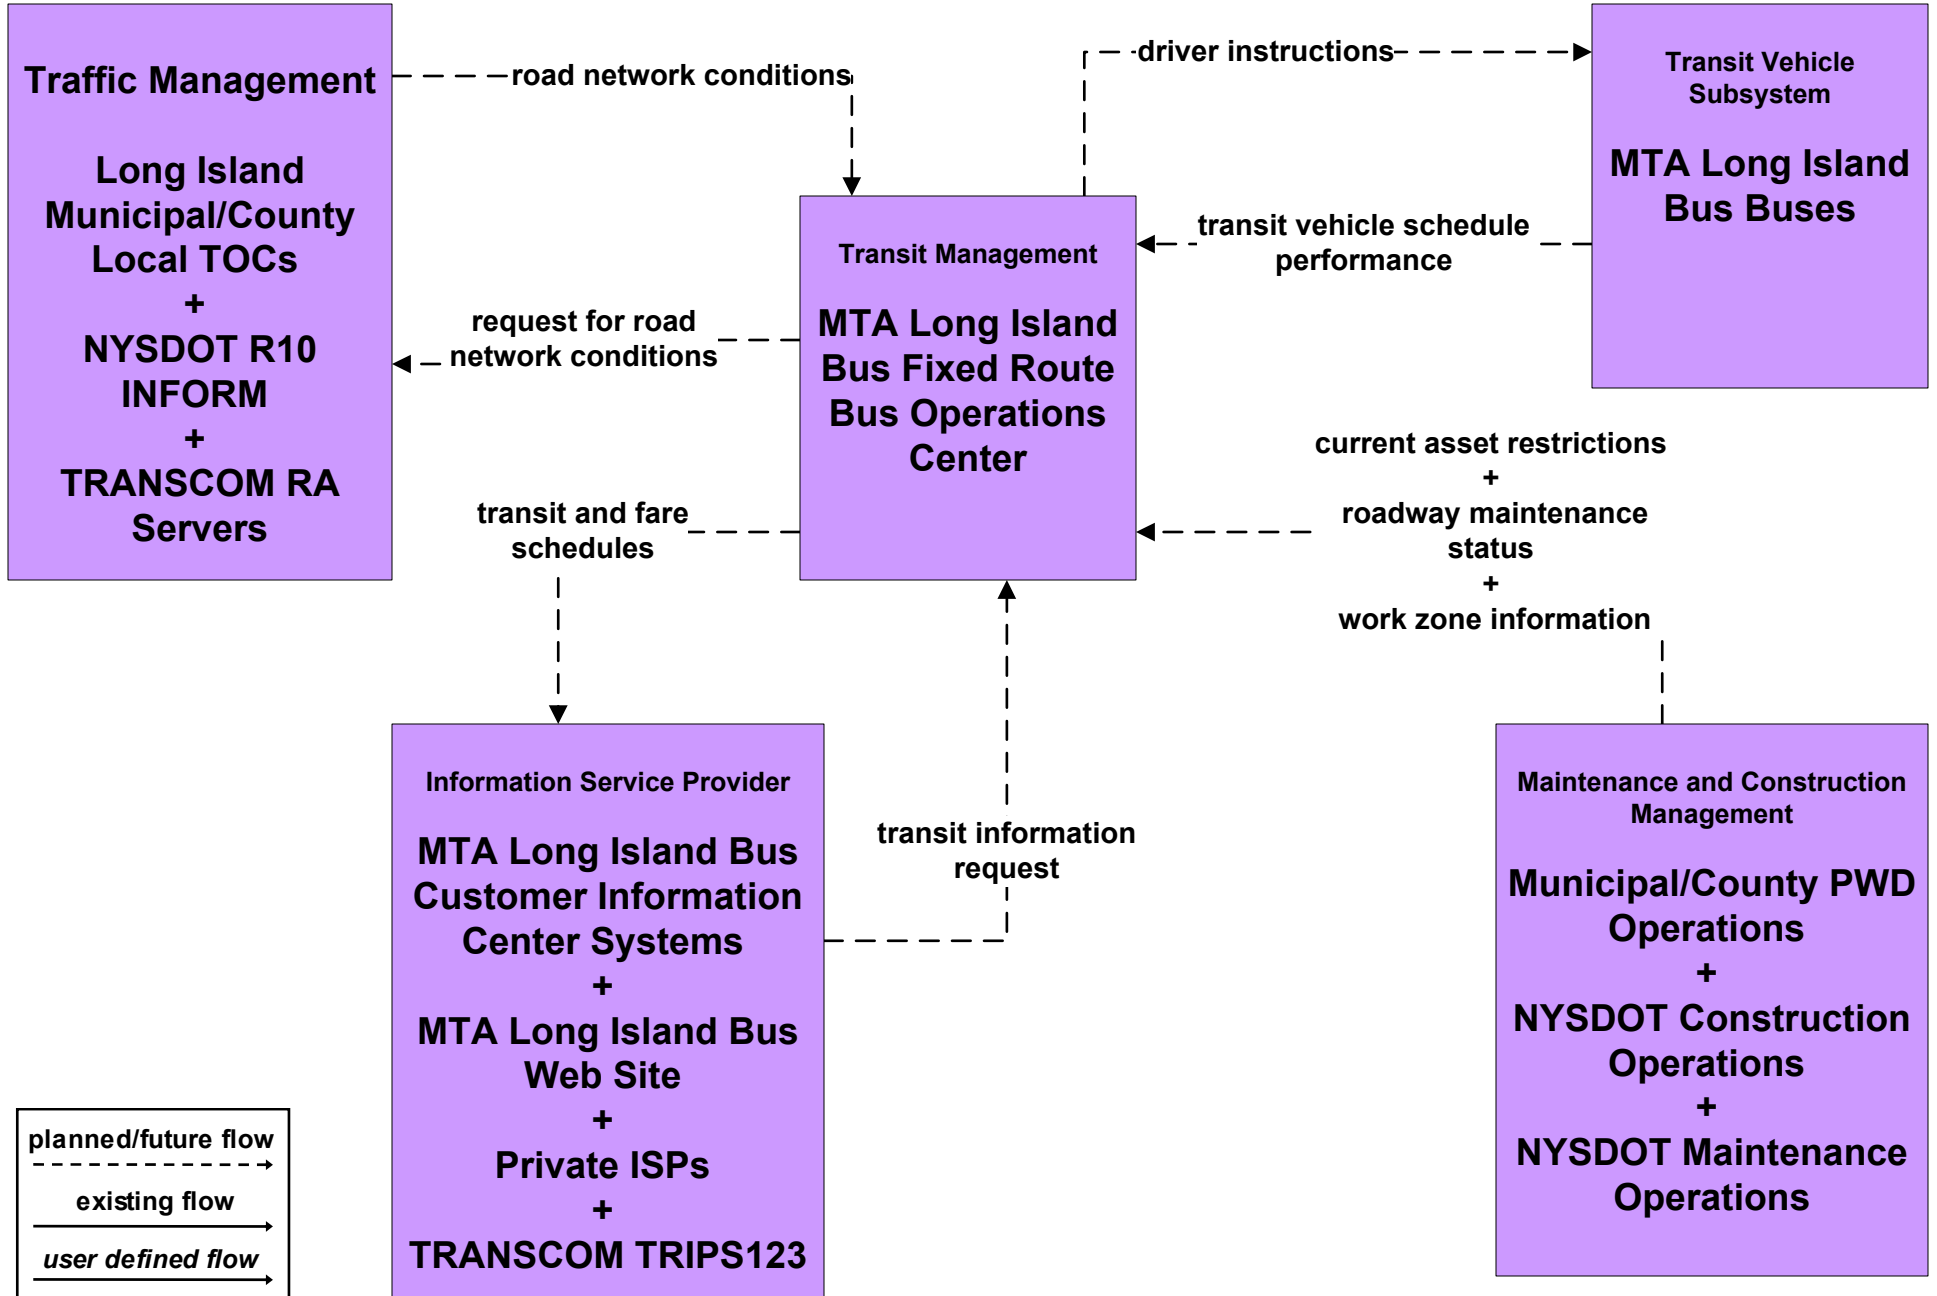 Traffic Management
Long Island
Municipal/County
Local TOCs
+
NYSDOT R10
INFORM
+
TRANSCOM RA
Servers
road network conditions
driver instructions
Transit Vehicle
Subsystem
MTA Long Island
Bus Buses
transit vehicle schedule
performance
Transit Management
MTA Long Island
Bus Fixed Route
Bus Operations
Center
request for road
network conditions
transit and fare
schedules
current asset restrictions
+
roadway maintenance
status
+
work zone information
Information Service Provider
MTA Long Island Bus
Customer Information
Center Systems
+
MTA Long Island Bus
Web Site
+
Private ISPs
+
TRANSCOM TRIPS123
transit information
request
Maintenance and Construction
Management
Municipal/County PWD
Operations
+
NYSDOT Construction
Operations
+
NYSDOT Maintenance
Operations
planned/future flow
existing flow
user defined flow